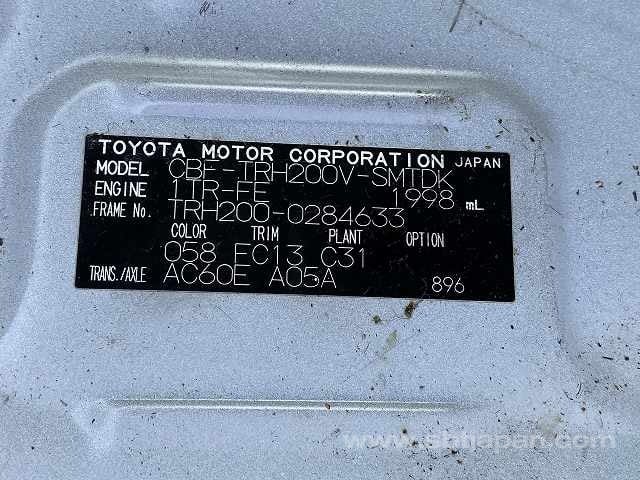 TOYOTA MOTOR CORPORATION JAPAN
MODEL CBF-TRH200V-SMTDK
ENGINE 1TR-FE 1998 mL
FRAME No. TRH200-0284633
COLOR TRIM PLANT OPTION
058 EC13 C31
TRANS./AXLE AC60E A05A 896
www.sbtjapan.com